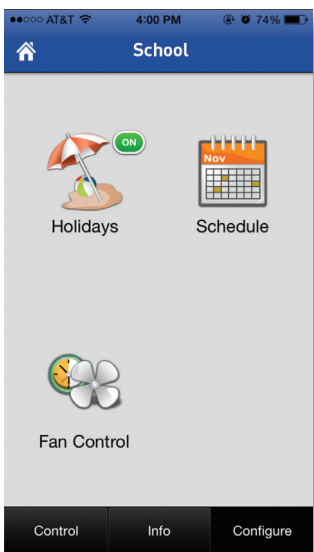 AT&T 4:00 PM 74%
School
ON
Nov
Holidays Schedule
Fan Control
Control Info Configure